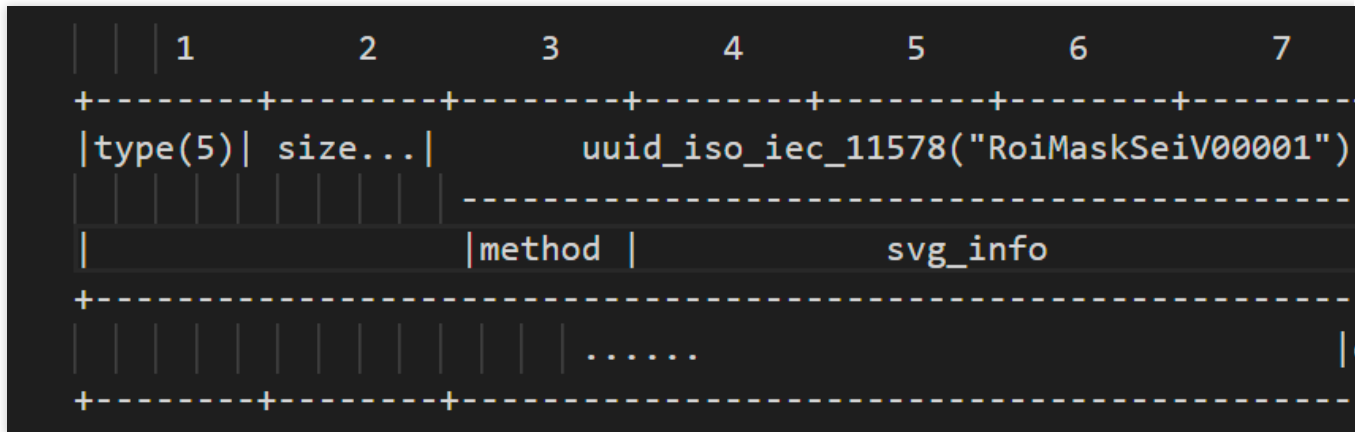 1 2 3 4 5 6 7
+--------+--------+--------+--------+--------+--------+--------
|type(5)| size...| uuid_iso_iec_11578("RoiMaskSeiV00001")
--------------------------------------------
| |method | svg_info
+---------------------------------------------------------------
...... |
+--------+--------+---------------------------------------------